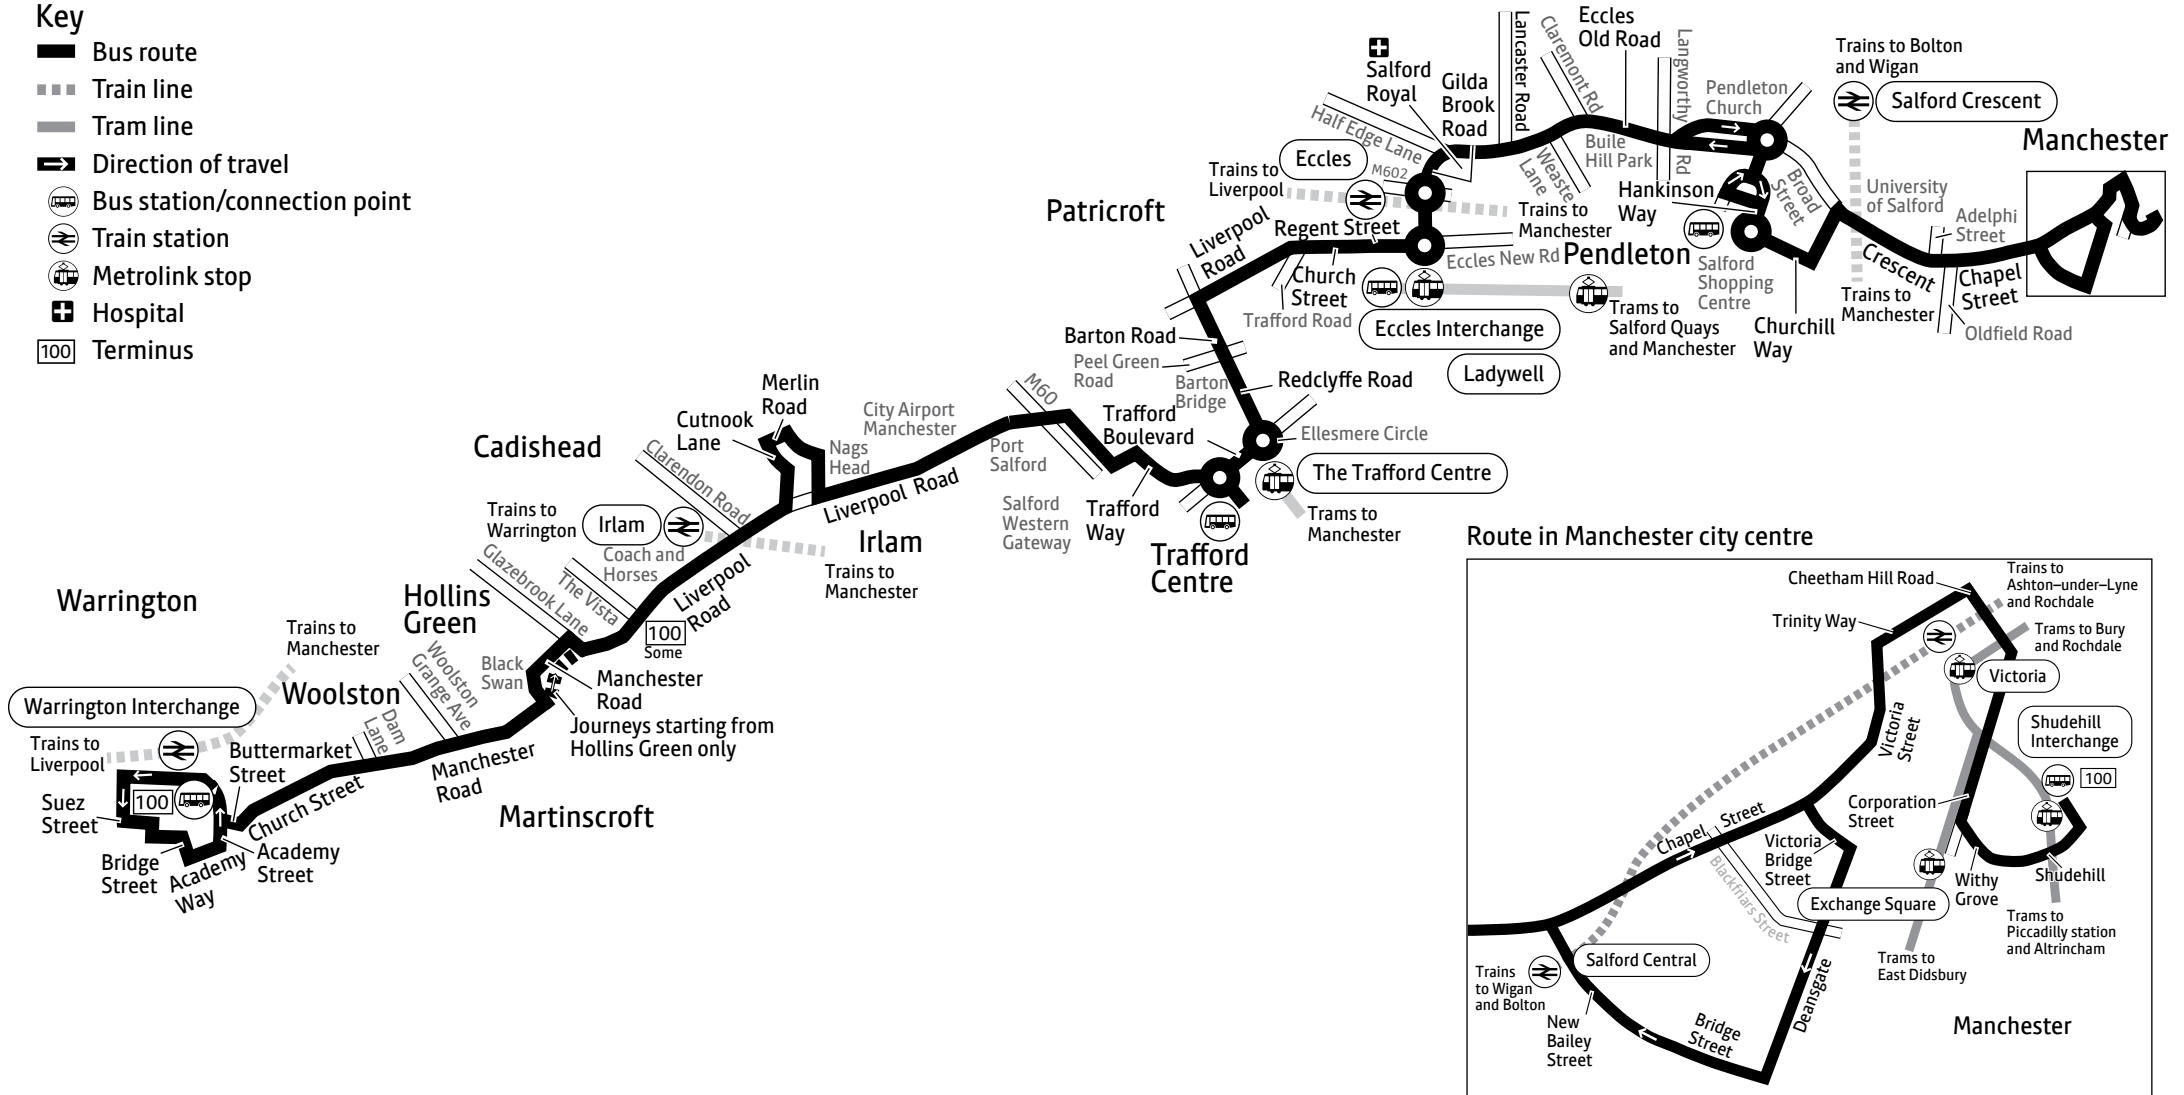 Key
Bus route
Train line
Tram line
Direction of travel
Bus station/connection point
Train station
Metrolink stop
Hospital
100
Terminus
Warrington
Warrington Interchange
Trains to
Liverpool
Trains to
Manchester
Suez
Street
100
Bridge
Street
Academy
Way
Academy
Street
Buttermarket
Street
Church Street
Woolston
Dam
Lane
Woolston
Grange Ave
Manchester
Road
Martinscroft
Hollins
Green
Black
Swan
Manchester
Road
Journeys starting from
Hollins Green only
Glazebrook Lane
The Vista
100
Some
Liverpool
Road
Coach and
Horses
Trains to
Warrington
Irlam
Clarendon Road
Cadishead
Cutnook
Lane
Merlin
Road
Nags
Head
Irlam
Trains to
Manchester
Liverpool Road
City Airport
Manchester
Port
Salford
M60
Salford
Western
Gateway
Trafford
Way
Trafford
Boulevard
Trafford
Centre
The Trafford Centre
Trams to
Manchester
Ellesmere Circle
Redclyffe Road
Barton
Bridge
Peel Green
Road
Barton Road
Patricroft
Liverpool
Road
Regent Street
Church
Street
Trafford Road
Eccles Interchange
Ladywell
Eccles New Rd
Trains to
Liverpool
Eccles
Trains to
Manchester
M602
Half Edge Lane
Salford
Royal
Gilda
Brook
Road
Lancaster Road
Claremont Rd
Weaste
Lane
Eccles
Old Road
Buile
Hill Park
Langworthy Rd
Pendleton
Church
Hankinson
Way
Pendleton
Trams to
Salford Quays
and Manchester
Salford
Shopping
Centre
Broad
Street
Churchill
Way
Trains to Bolton
and Wigan
Salford Crescent
University
of Salford
Trains to
Manchester
Crescent
Adelphi
Street
Chapel
Street
Oldfield Road
Manchester
Route in Manchester city centre
Cheetham Hill Road
Trinity Way
Trains to
Ashton–under–Lyne
and Rochdale
Trams to Bury
and Rochdale
Victoria
Victoria
Street
Shudehill
Interchange
100
Corporation
Street
Chapel Street
Blackfriars Street
Victoria
Bridge
Street
Exchange Square
Withy
Grove
Shudehill
Trams to
Piccadilly station
and Altrincham
Trams to
East Didsbury
Salford Central
Trains
to Wigan
and Bolton
New
Bailey
Street
Bridge
Street
Deansgate
Manchester